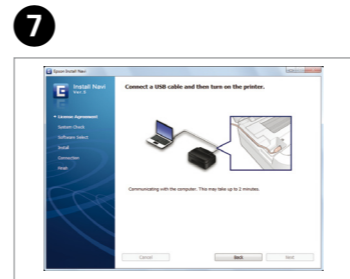 7
Epson Install Navi
Install Navi
Connect a USB cable and then turn on the printer.
License Agreement
System Check
Software Select
Install
Connection
Communicating with the computer. This may take up to 2 minutes.
Cancel
Back
Next